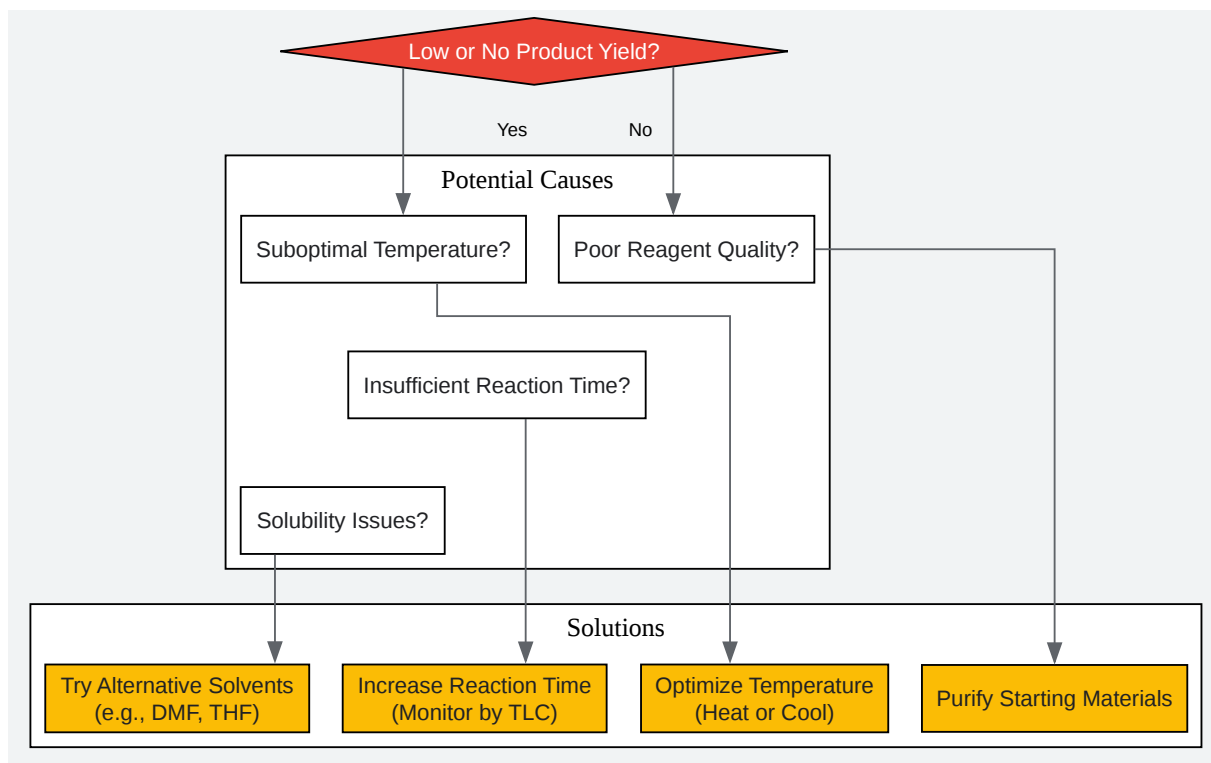 Low or No Product Yield?
Yes
No
Potential Causes
Suboptimal Temperature?
Poor Reagent Quality?
Insufficient Reaction Time?
Solubility Issues?
Solutions
Try Alternative Solvents
(e.g., DMF, THF)
Increase Reaction Time
(Monitor by TLC)
Optimize Temperature
(Heat or Cool)
Purify Starting Materials